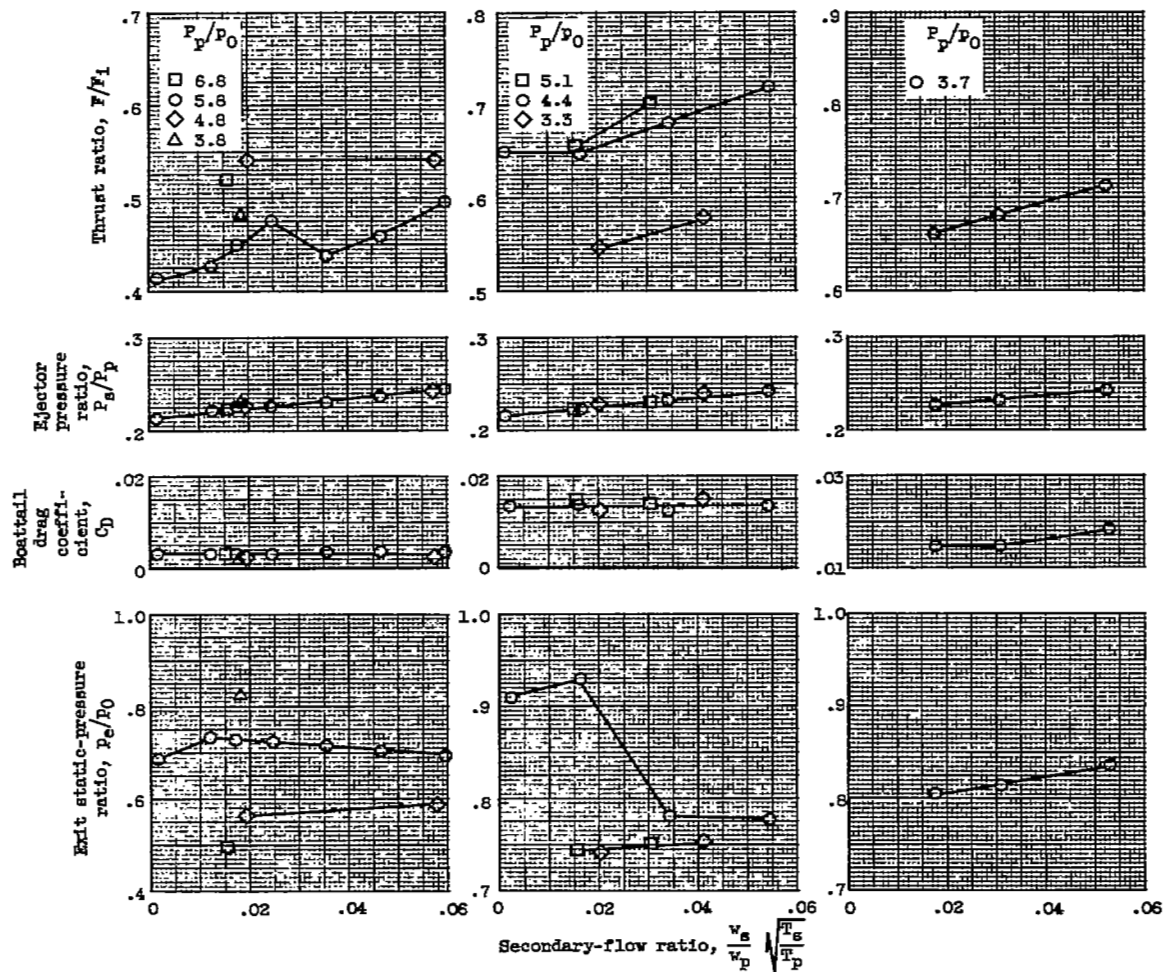 Thrust ratio, F/F1
.7
.6
.5
.4
P_p/p_0
□ 6.8
○ 5.8
◇ 4.8
△ 3.8
.8
.7
.6
.5
P_p/p_0
□ 5.1
○ 4.4
◇ 3.3
.9
.8
.7
.6
P_p/p_0
○ 3.7
Ejector
pressure
ratio,
P_s/P_p
.3
.2
.3
.2
.3
.2
Boattail
drag
coeffi-
cient,
C_D
.02
0
.02
0
.03
.01
Exit static-pressure
ratio, p_e/p_0
1.0
.8
.6
.4
1.0
.9
.8
.7
1.0
.9
.8
.7
0 .02 .04 .06
0 .02 .04 .06
0 .02 .04 .06
Secondary-flow ratio, w_s/w_p √T_s/T_p